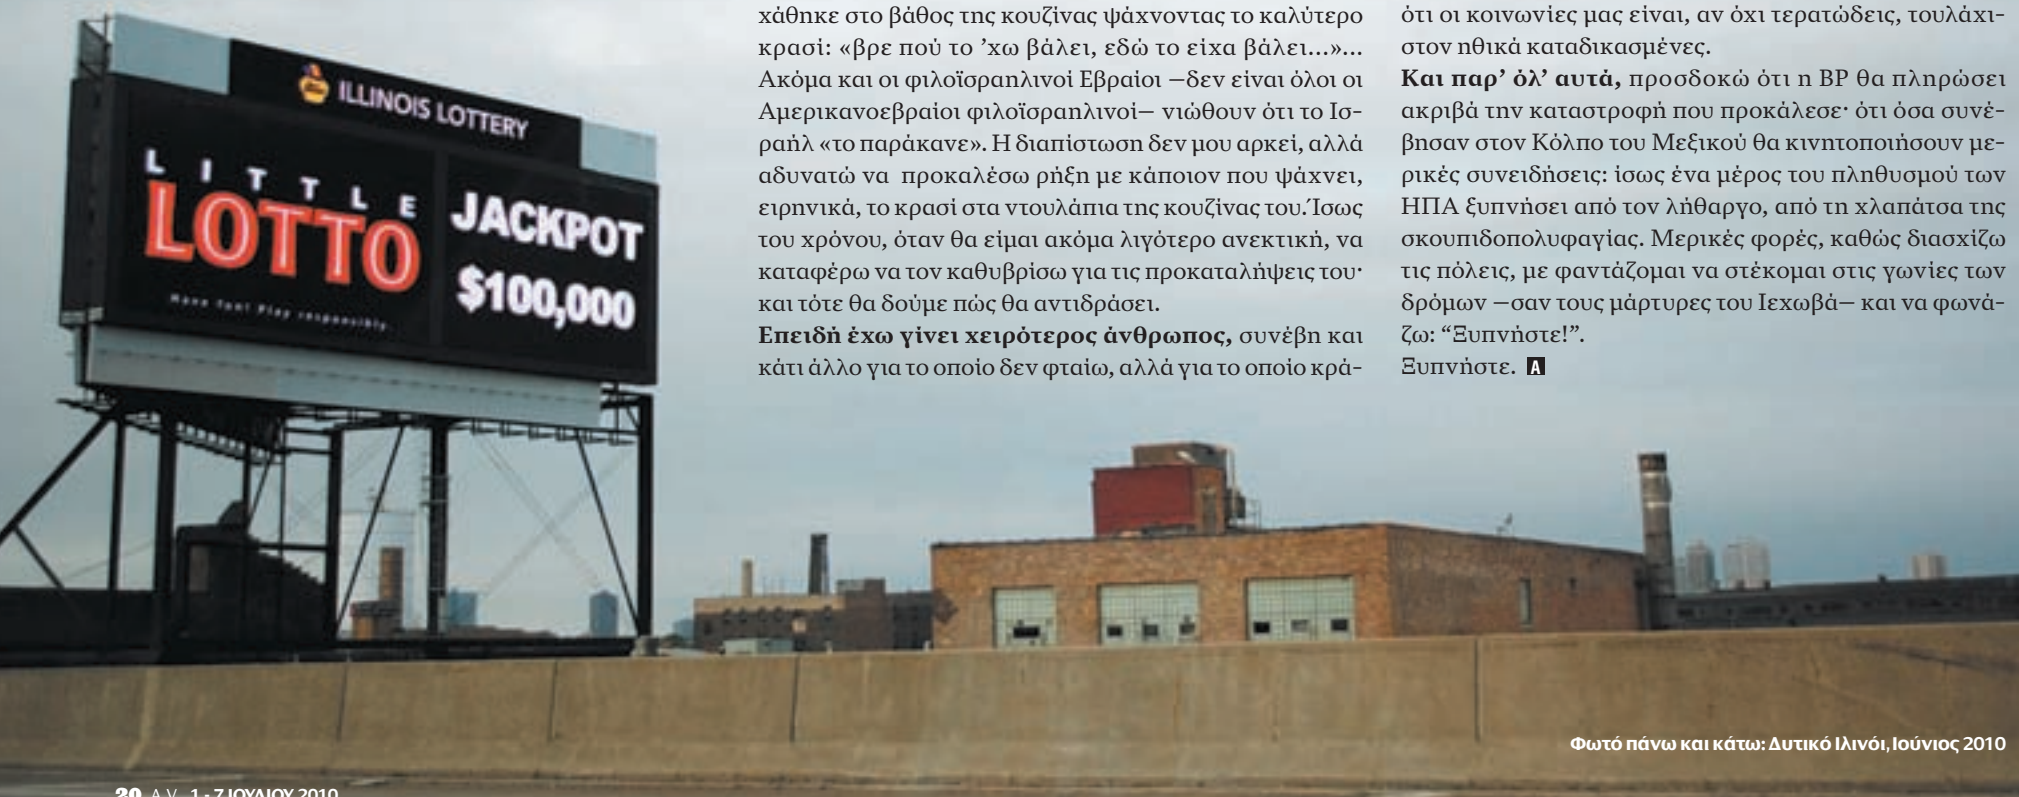 ILLINOIS LOTTERY
LITTLE
LOTTO
JACKPOT
$100,000
Have fun! Play responsibly.
χάθηκε στο βάθος της κουζίνας ψάχνοντας το καλύτερο
κρασί: «βρε πού το ’χω βάλει, εδώ το είχα βάλει...»...
Ακόμα και οι φιλοϊσραηλινοί Εβραίοι –δεν είναι όλοι οι
Αμερικανοεβραίοι φιλοϊσραηλινοί– νιώθουν ότι το Ισ-
ραήλ «το παράκανε». Η διαπίστωση δεν μου αρκεί, αλλά
αδυνατώ να προκαλέσω ρήξη με κάποιον που ψάχνει,
ειρηνικά, το κρασί στα ντουλάπια της κουζίνας του. Ίσως
του χρόνου, όταν θα είμαι ακόμα λιγότερο ανεκτική, να
καταφέρω να τον καθυβρίσω για τις προκαταλήψεις του·
και τότε θα δούμε πώς θα αντιδράσει.
Επειδή έχω γίνει χειρότερος άνθρωπος, συνέβη και
κάτι άλλο για το οποίο δεν φταίω, αλλά για το οποίο κρά-
ότι οι κοινωνίες μας είναι, αν όχι τερατώδεις, τουλάχι-
στον ηθικά καταδικασμένες.
Και παρ’ όλ’ αυτά, προσδοκώ ότι η BP θα πληρώσει
ακριβά την καταστροφή που προκάλεσε· ότι όσα συνέ-
βησαν στον Κόλπο του Μεξικού θα κινητοποιήσουν με-
ρικές συνειδήσεις: ίσως ένα μέρος του πληθυσμού των
ΗΠΑ ξυπνήσει από τον λήθαργο, από τη χλαπάτσα της
σκουπιδοπολυφαγίας. Μερικές φορές, καθώς διασχίζω
τις πόλεις, με φαντάζομαι να στέκομαι στις γωνίες των
δρόμων –σαν τους μάρτυρες του Ιεχωβά– και να φωνά-
ζω: “Ξυπνήστε!”.
Ξυπνήστε. A
Φωτό πάνω και κάτω: Δυτικό Ιλινόι, Ιούνιος 2010
30 A.V. 1 - 7 ΙΟΥΛΙΟΥ 2010